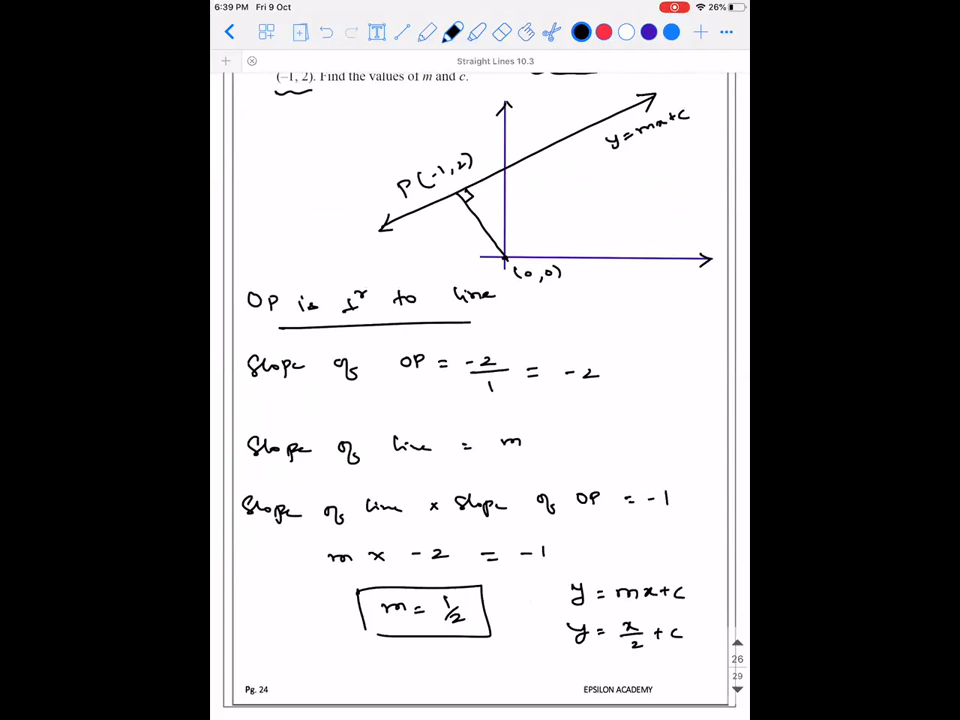 6:39 PM Fri 9 Oct 26%
Straight Lines 10.3
(–1, 2). Find the values of m and c.
y=mx+c
P(-1,2)
(0,0)
OP is ⊥r to line
Slope of OP = -2/1 = -2
Slope of line = m
Slope of line x Slope of OP = -1
m x -2 = -1
m = 1/2
y = mx+c
y = x/2 + c
26
29
Pg. 24 EPSILON ACADEMY